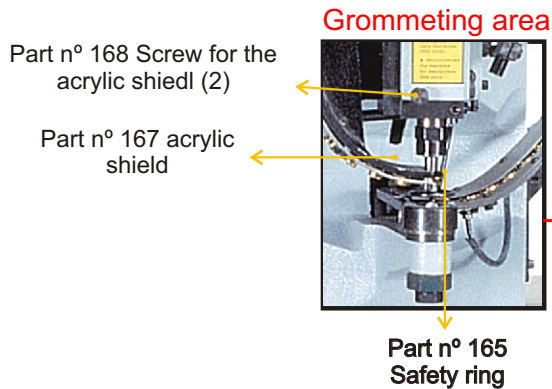 Grommeting area
Part nº 168 Screw for the
acrylic shiedl (2)
Part nº 167 acrylic
shield
Part nº 165
Safety ring